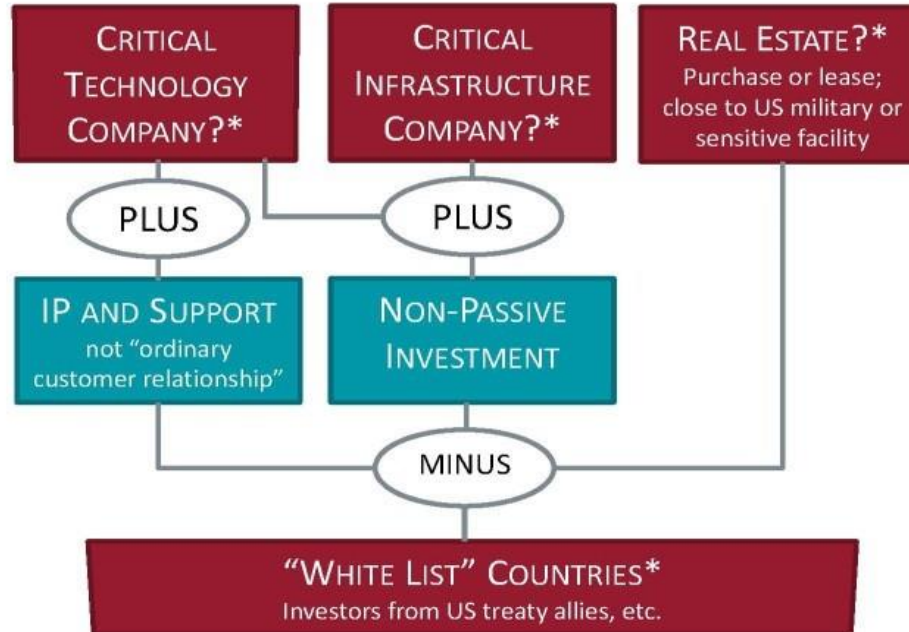 CRITICAL
TECHNOLOGY
COMPANY?*
CRITICAL
INFRASTRUCTURE
COMPANY?*
REAL ESTATE?*
Purchase or lease;
close to US military or
sensitive facility
PLUS
PLUS
IP AND SUPPORT
not “ordinary
customer relationship”
NON-PASSIVE
INVESTMENT
MINUS
“WHITE LIST” COUNTRIES*
Investors from US treaty allies, etc.